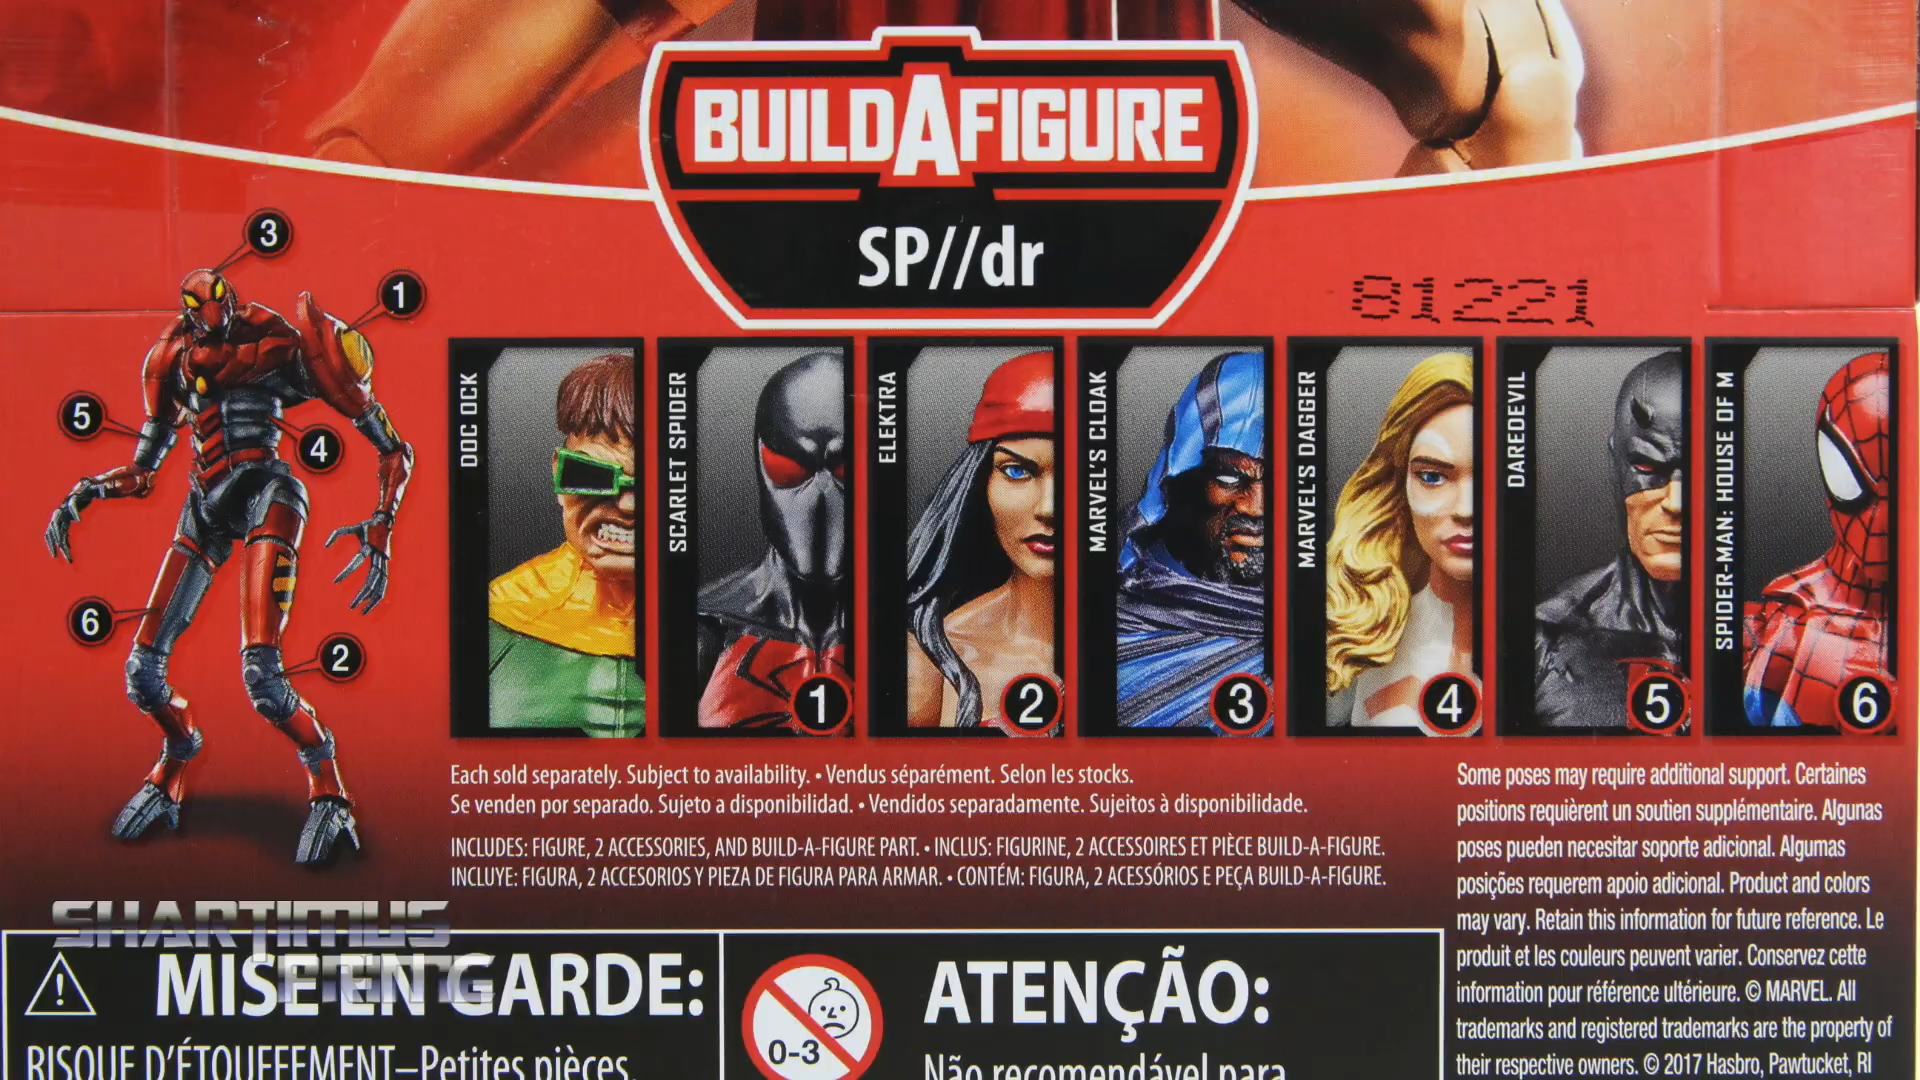 BUILD A FIGURE
SP//dr
81221
3
1
5
4
6
2
DOC OCK
SCARLET SPIDER
1
ELEKTRA
2
MARVEL'S CLOAK
3
MARVEL'S DAGGER
4
DAREDEVIL
5
SPIDER-MAN: HOUSE OF M
6
Each sold separately. Subject to availability. • Vendus séparément. Selon les stocks.
Se venden por separado. Sujeto a disponibilidad. • Vendidos separadamente. Sujeitos à disponibilidade.
INCLUDES: FIGURE, 2 ACCESSORIES, AND BUILD-A-FIGURE PART. • INCLUS: FIGURINE, 2 ACCESSOIRES ET PIÈCE BUILD-A-FIGURE.
INCLUYE: FIGURA, 2 ACCESORIOS Y PIEZA DE FIGURA PARA ARMAR. • CONTÉM: FIGURA, 2 ACESSÓRIOS E PEÇA BUILD-A-FIGURE.
Some poses may require additional support. Certaines
positions requièrent un soutien supplémentaire. Algunas
poses pueden necesitar soporte adicional. Algumas
posições requerem apoio adicional. Product and colors
may vary. Retain this information for future reference. Le
produit et les couleurs peuvent varier. Conservez cette
information pour référence ultérieure. © MARVEL. All
trademarks and registered trademarks are the property of
their respective owners. © 2017 Hasbro, Pawtucket, RI
SHARTIMUS
PRIME
MISE EN GARDE:
RISQUE D'ÉTOUFFEMENT–Petites pièces.
0-3
ATENÇÃO:
Não recomendável para